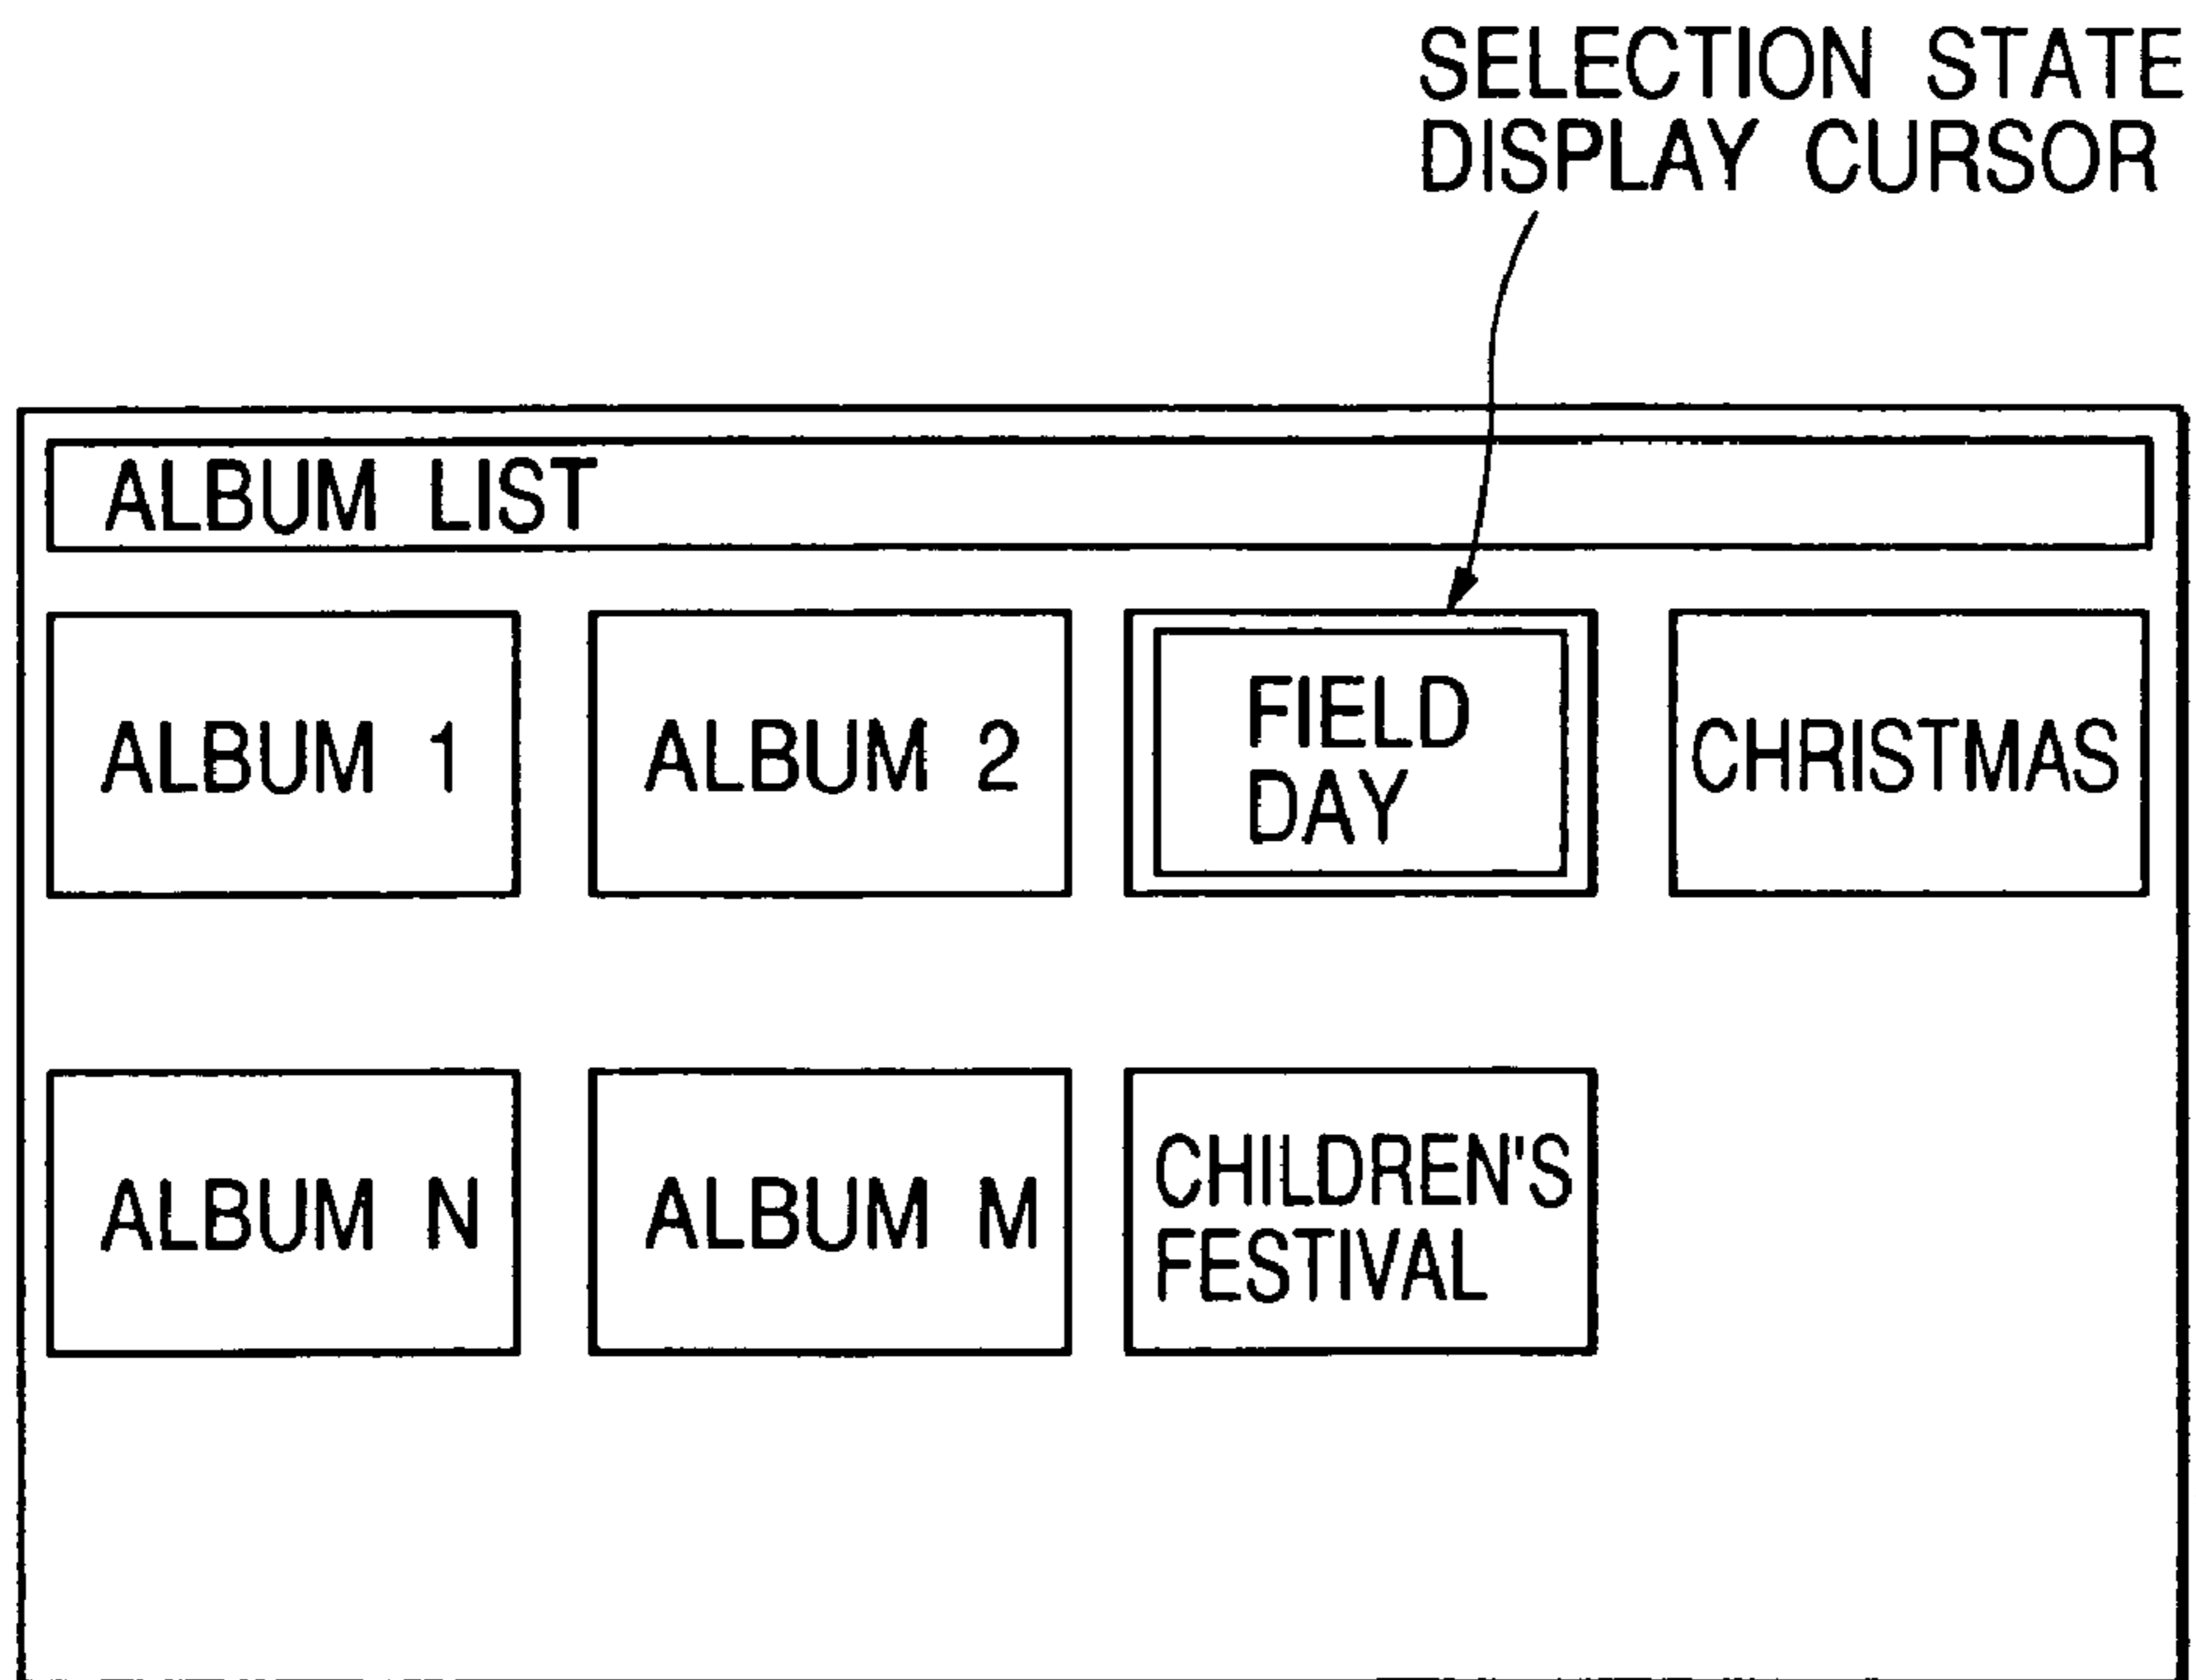 SELECTION STATE
DISPLAY CURSOR
ALBUM LIST
ALBUM 1
ALBUM 2
FIELD
DAY
CHRISTMAS
ALBUM N
ALBUM M
CHILDREN'S
FESTIVAL